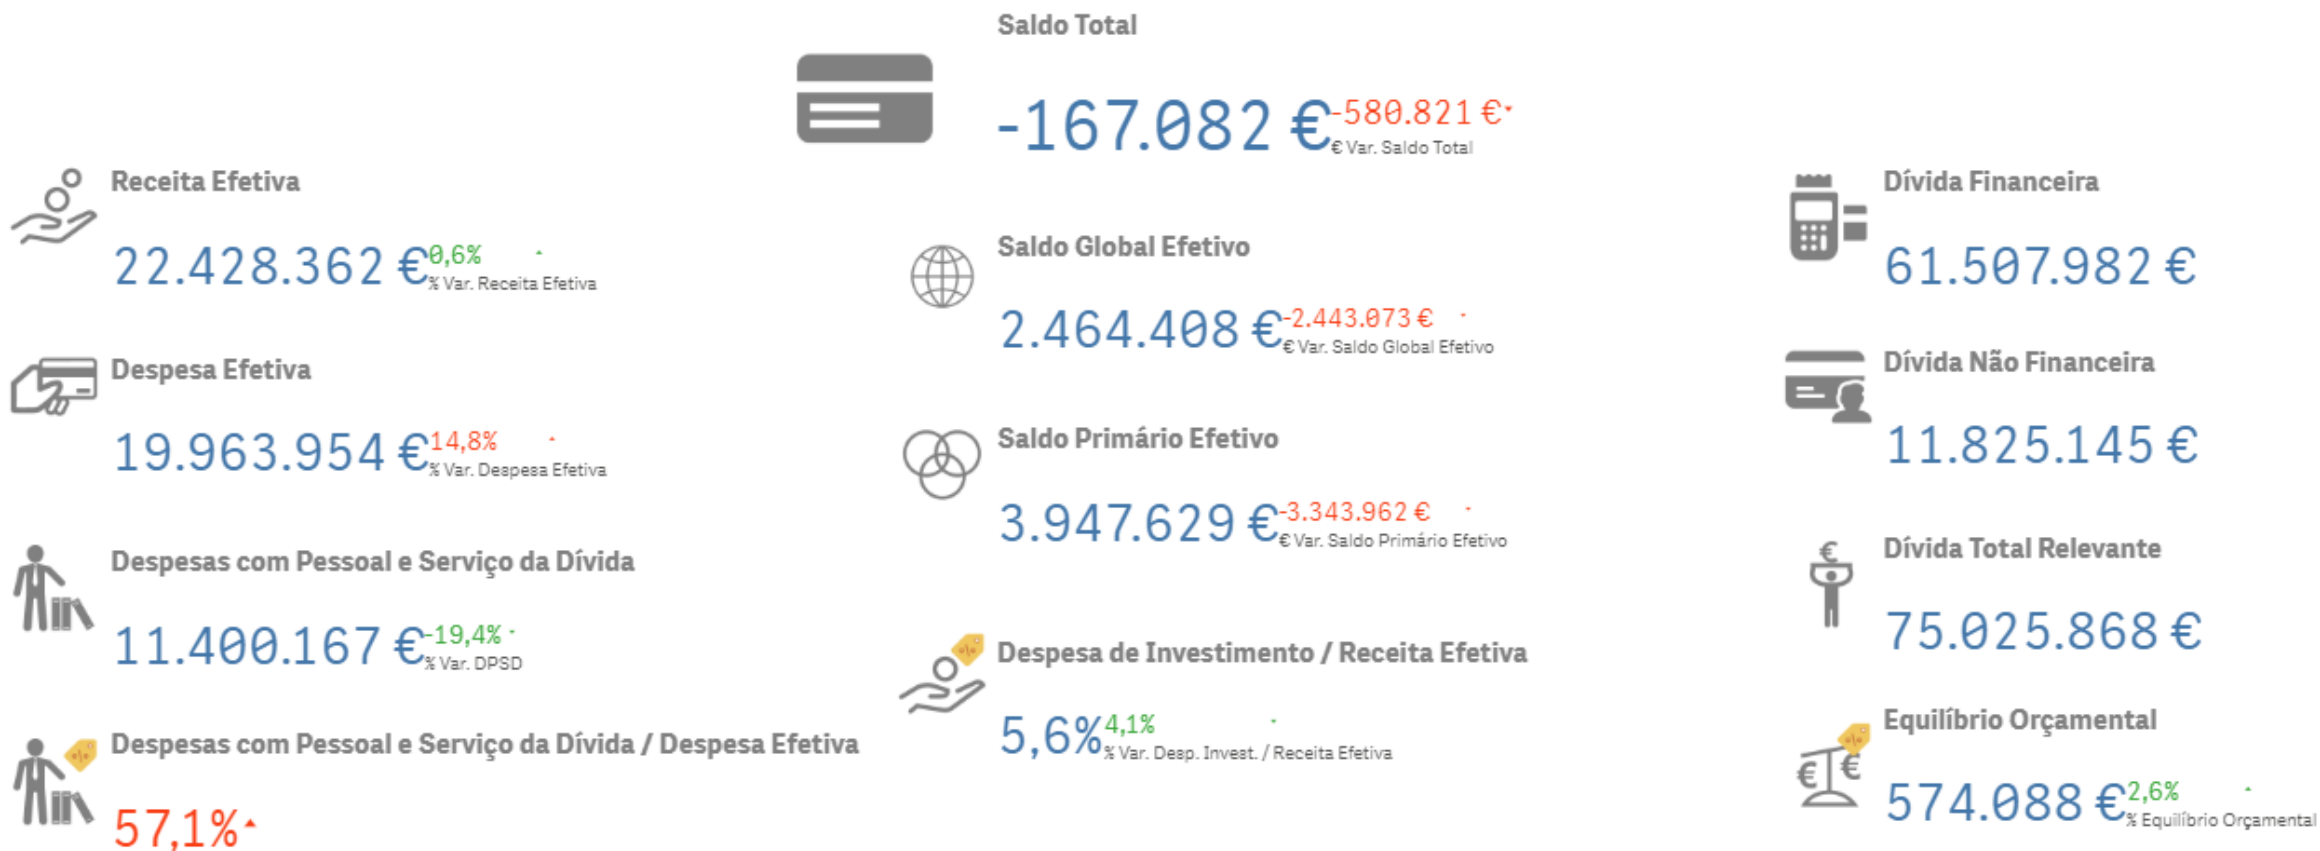 Saldo Total
-167.082 €
-580.821 €
€ Var. Saldo Total
Receita Efetiva
22.428.362 €
0,6%
% Var. Receita Efetiva
Despesa Efetiva
19.963.954 €
14,8%
% Var. Despesa Efetiva
Despesas com Pessoal e Serviço da Dívida
11.400.167 €
-19,4%
% Var. DPSD
Despesas com Pessoal e Serviço da Dívida / Despesa Efetiva
57,1%
Saldo Global Efetivo
2.464.408 €
-2.443.073 €
€ Var. Saldo Global Efetivo
Saldo Primário Efetivo
3.947.629 €
-3.343.962 €
€ Var. Saldo Primário Efetivo
Despesa de Investimento / Receita Efetiva
5,6%
4,1%
% Var. Desp. Invest. / Receita Efetiva
Dívida Financeira
61.507.982 €
Dívida Não Financeira
11.825.145 €
Dívida Total Relevante
75.025.868 €
Equilíbrio Orçamental
574.088 €
2,6%
% Equilíbrio Orçamental